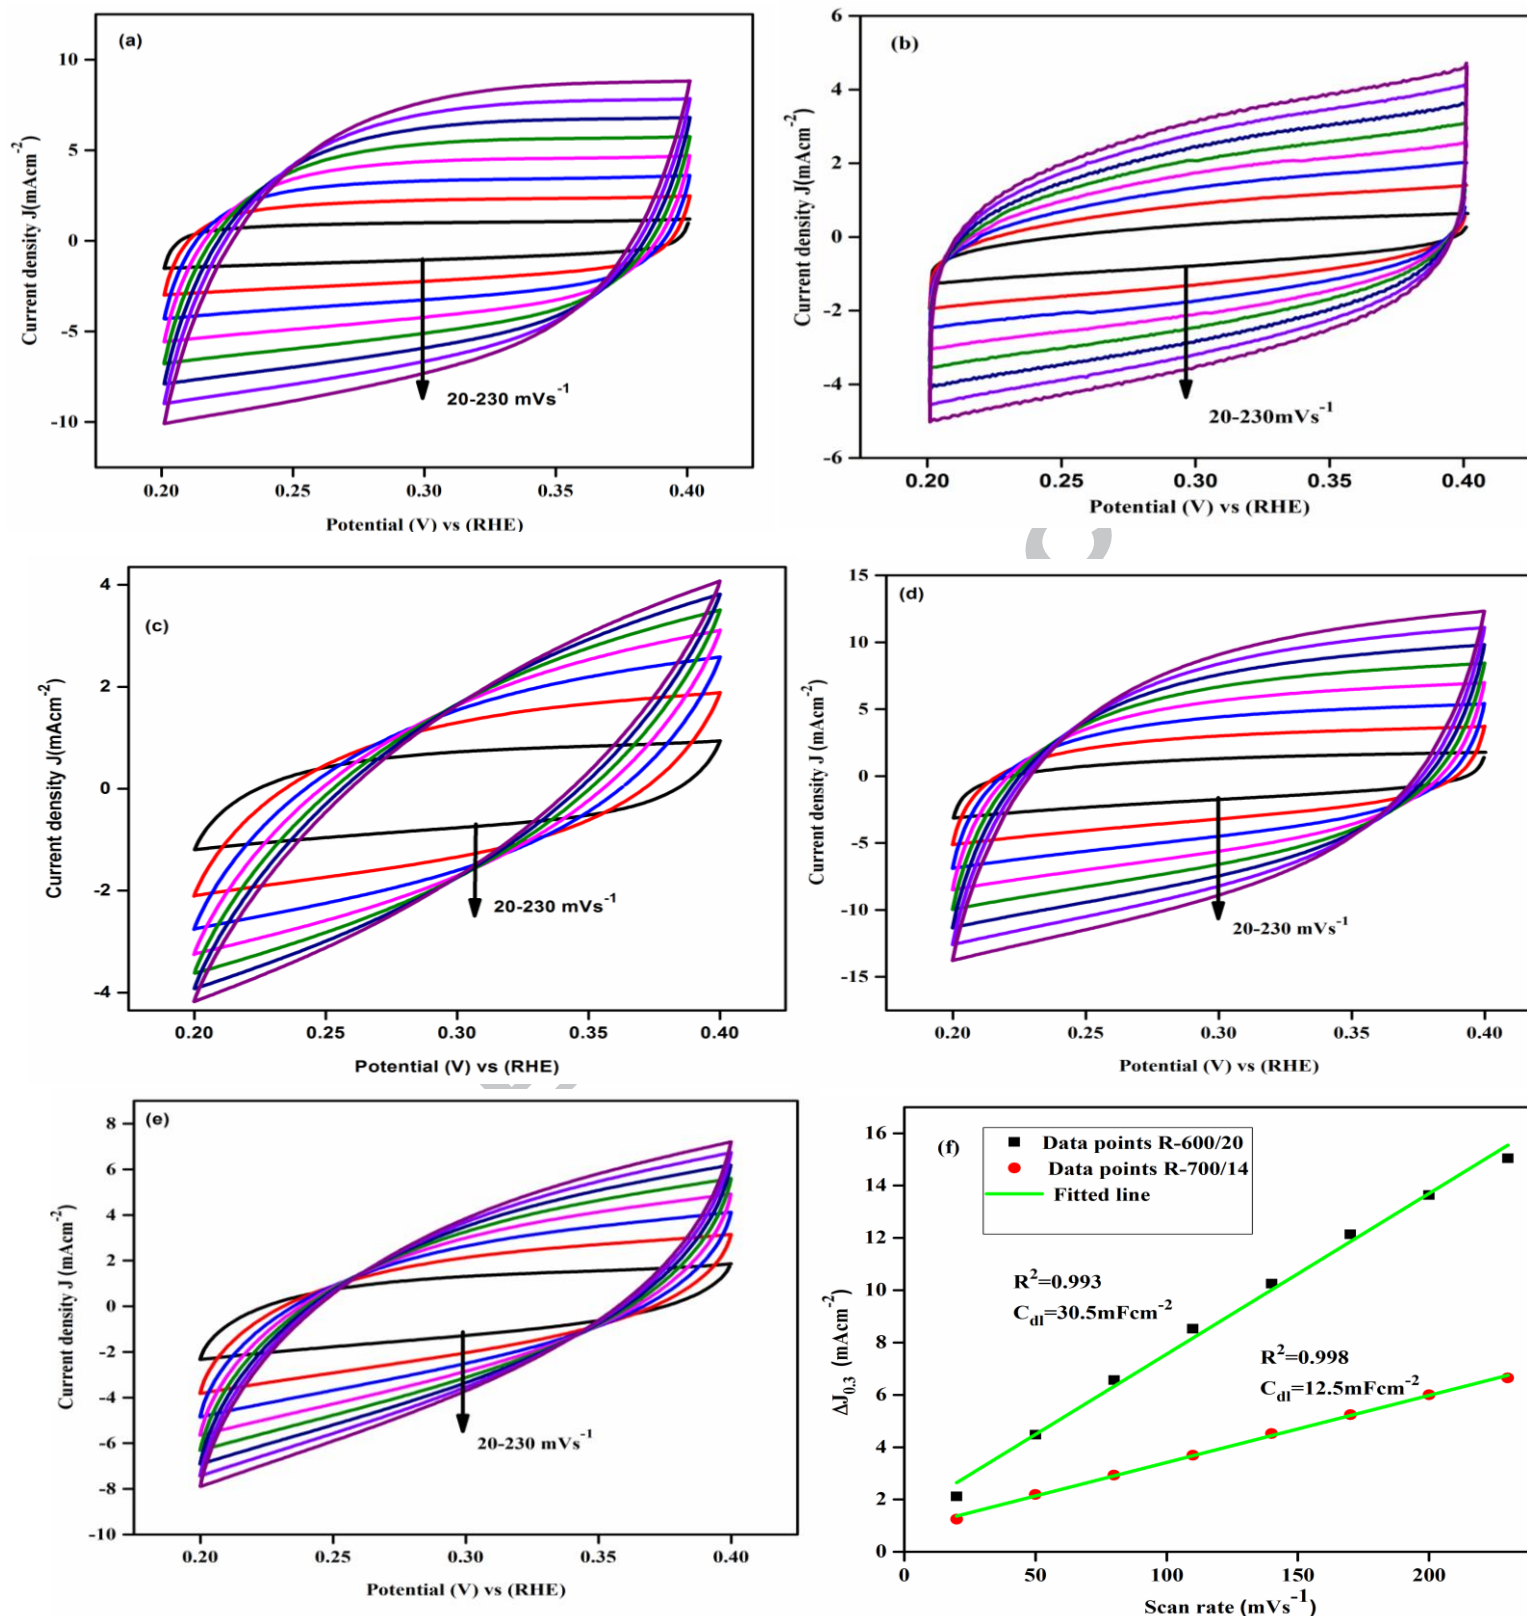 (a)
10
5
0
-5
-10
Current density J(mAcm-2)
20-230 mVs-1
0.20 0.25 0.30 0.35 0.40
Potential (V) vs (RHE)
(b)
6
4
2
0
-2
-4
-6
Current density J(mAcm-2)
20-230mVs-1
0.20 0.25 0.30 0.35 0.40
Potential (V) vs (RHE)
(c)
4
2
0
-2
-4
Current density J(mAcm-2)
20-230 mVs-1
0.20 0.25 0.30 0.35 0.40
Potential (V) vs (RHE)
(d)
15
10
5
0
-5
-10
-15
Current density J (mAcm-2)
20-230 mVs-1
0.20 0.25 0.30 0.35 0.40
Potential (V) vs (RHE)
(e)
8
6
4
2
0
-2
-4
-6
-8
-10
Current density J (mAcm-2)
20-230 mVs-1
0.20 0.25 0.30 0.35 0.40
Potential (V) vs (RHE)
(f)
Data points R-600/20
Data points R-700/14
Fitted line
16
14
12
10
8
6
4
2
0
ΔJ0.3 (mAcm-2)
R2=0.993
Cdl=30.5mFcm-2
R2=0.998
Cdl=12.5mFcm-2
0 50 100 150 200
Scan rate (mVs-1)